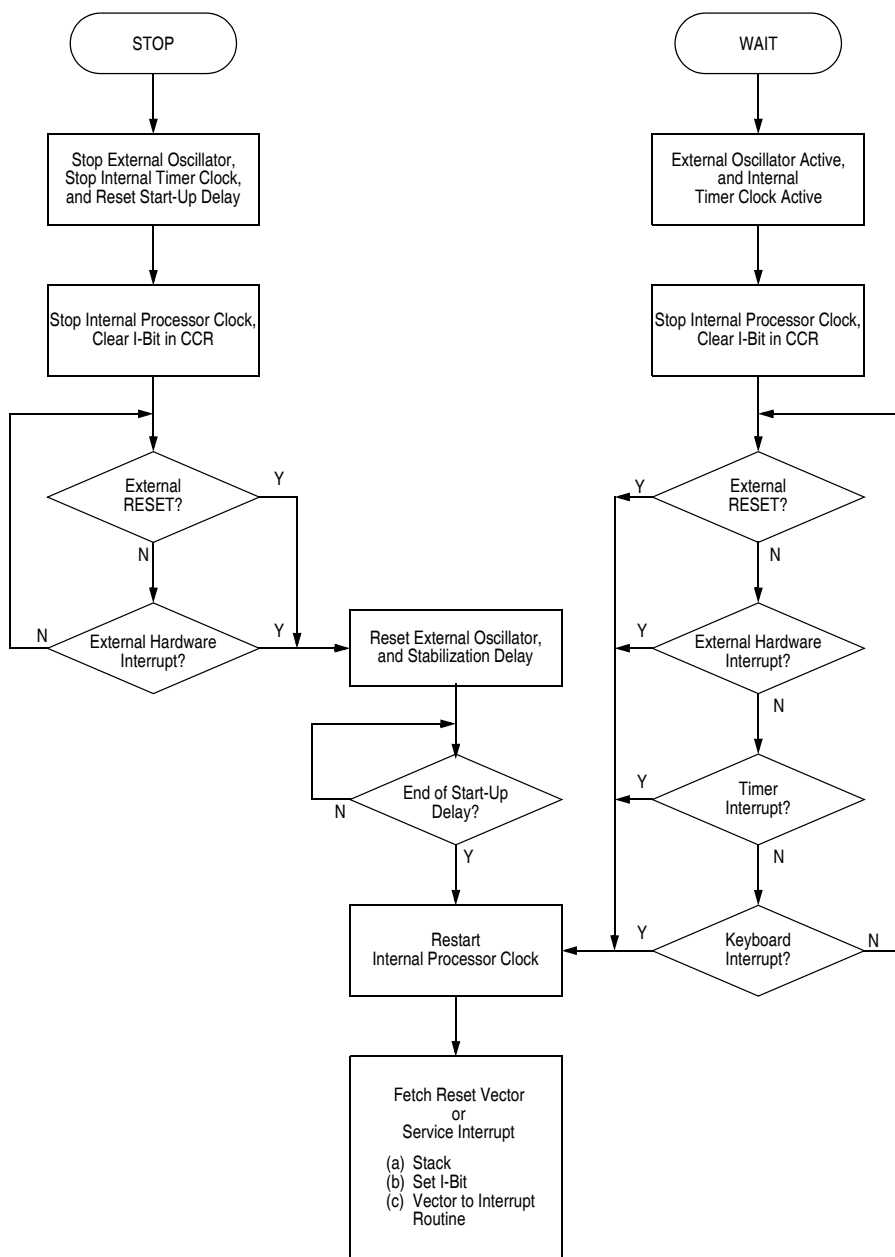 STOP
WAIT
Stop External Oscillator,
Stop Internal Timer Clock,
and Reset Start-Up Delay
External Oscillator Active,
and Internal
Timer Clock Active
Stop Internal Processor Clock,
Clear I-Bit in CCR
Stop Internal Processor Clock,
Clear I-Bit in CCR
External
RESET?
Y
N
External
RESET?
Y
N
External Hardware
Interrupt?
N
Y
Reset External Oscillator,
and Stabilization Delay
External Hardware
Interrupt?
Y
N
End of Start-Up
Delay?
N
Y
Timer
Interrupt?
Y
N
Restart
Internal Processor Clock
Keyboard
Interrupt?
Y
N
Fetch Reset Vector
or
Service Interrupt
(a) Stack
(b) Set I-Bit
(c) Vector to Interrupt
Routine